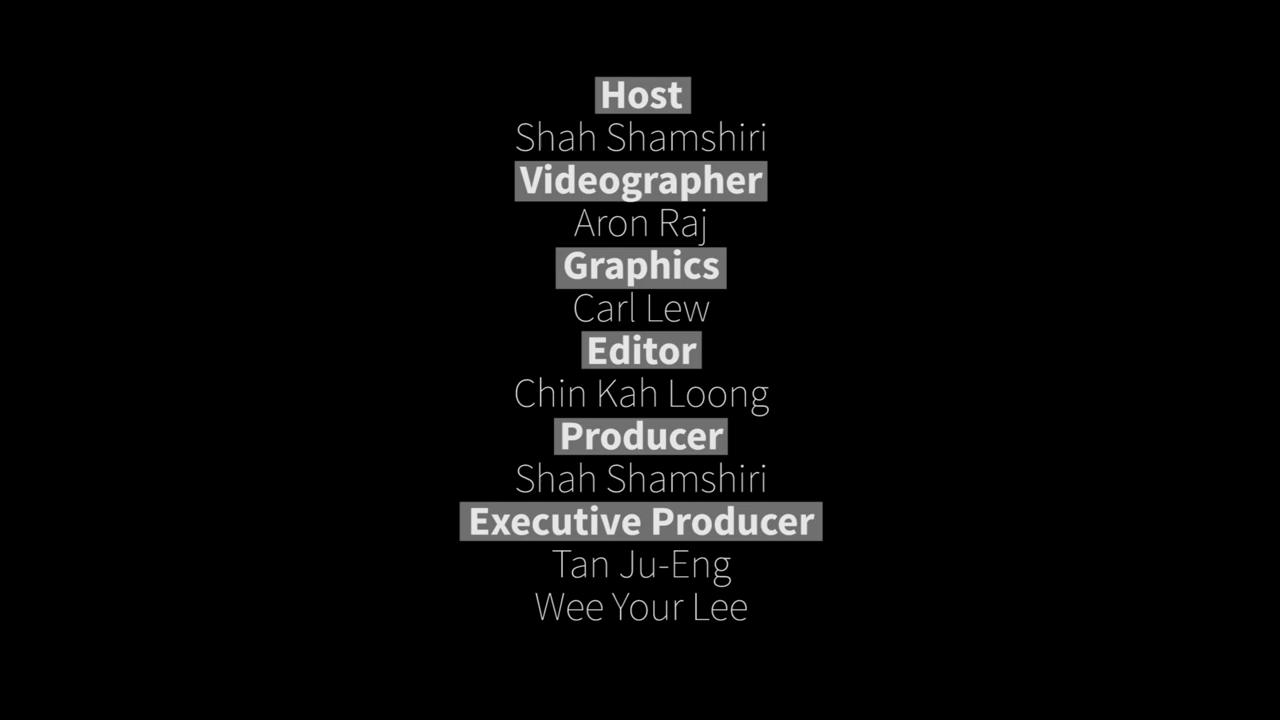 Host
Shah Shamshiri
Videographer
Aron Raj
Graphics
Carl Lew
Editor
Chin Kah Loong
Producer
Shah Shamshiri
Executive Producer
Tan Ju-Eng
Wee Your Lee